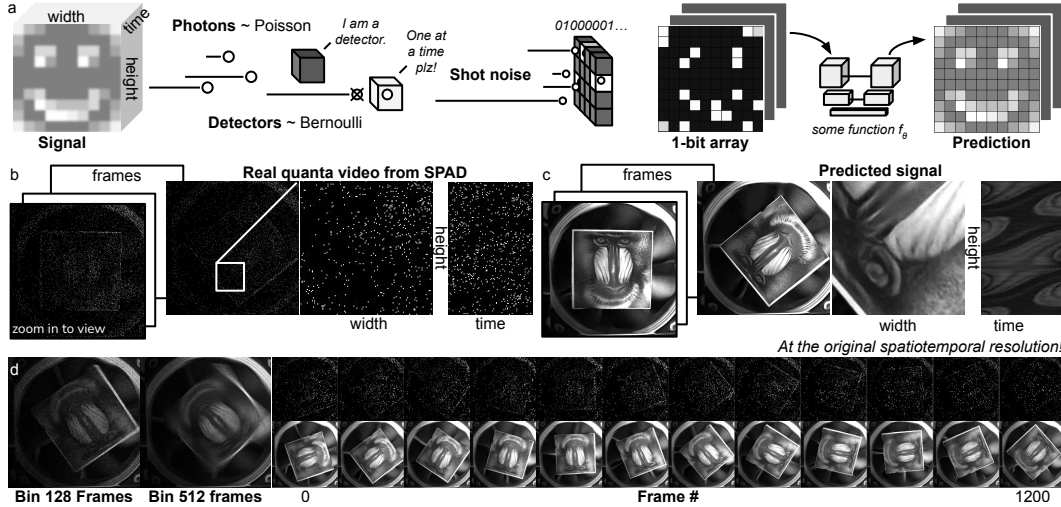 a
width
time
height
Signal
Photons ~ Poisson
I am a
detector.
One at
a time
plz!
Detectors ~ Bernoulli
Shot noise
01000001…
1-bit array
some function fθ
Prediction
b
frames
Real quanta video from SPAD
zoom in to view
width
height
time
c
frames
Predicted signal
width
height
time
At the original spatiotemporal resolution!
d
Bin 128 Frames
Bin 512 frames
0
Frame #
1200